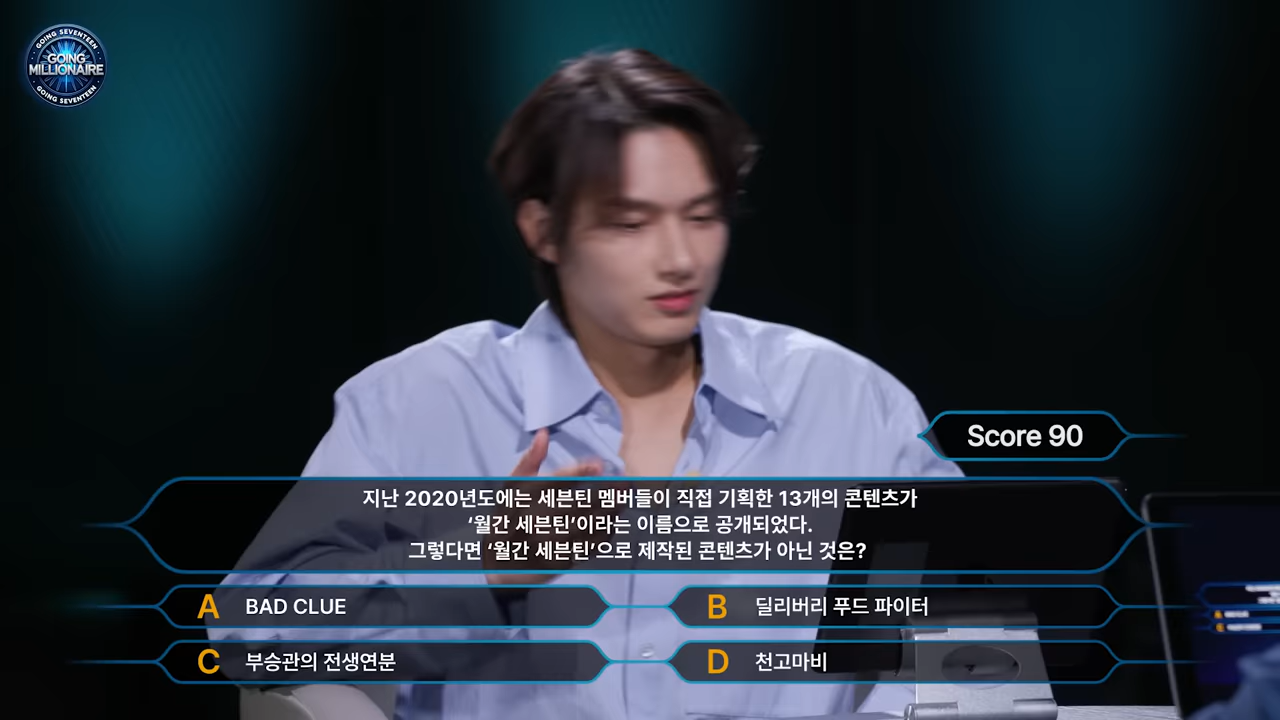 GOING SEVENTEEN
GOING
MILLIONAIRE
GOING SEVENTEEN
Score 90
지난 2020년도에는 세븐틴 멤버들이 직접 기획한 13개의 콘텐츠가
‘월간 세븐틴’이라는 이름으로 공개되었다.
그렇다면 ‘월간 세븐틴’으로 제작된 콘텐츠가 아닌 것은?
A BAD CLUE
B 딜리버리 푸드 파이터
C 부승관의 전생연분
D 천고마비